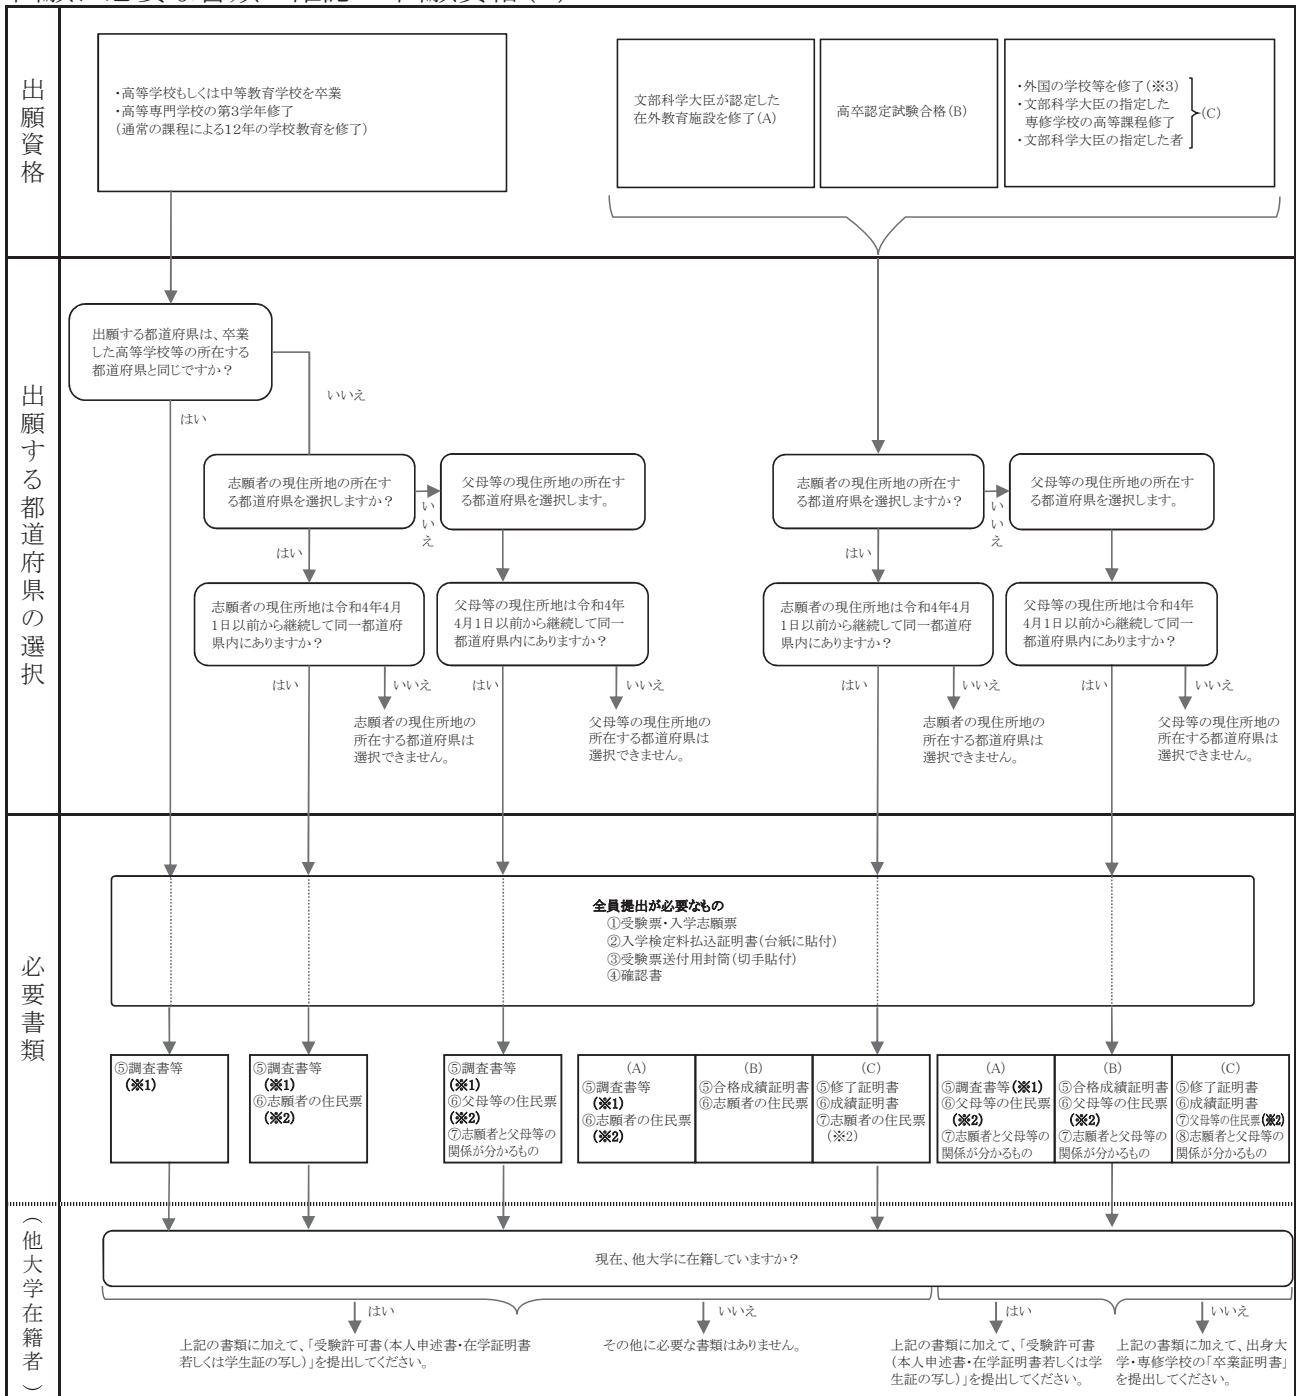 出願資格
・高等学校もしくは中等教育学校を卒業
・高等専門学校の第3学年修了
(通常の課程による12年の学校教育を修了)
文部科学大臣が認定した
在外教育施設を修了(A)
高卒認定試験合格(B)
・外国の学校等を修了(※3)
・文部科学大臣の指定した
専修学校の高等課程修了
・文部科学大臣の指定した者
(C)
出願する都道府県の選択
出願する都道府県は、卒業
した高等学校等の所在する
都道府県と同じですか?
いいえ
はい
志願者の現住所地の所在す
る都道府県を選択しますか?
いいえ
父母等の現住所地の所在す
る都道府県を選択します。
はい
志願者の現住所地は令和4年4月
1日以前から継続して同一都道府
県内にありますか?
父母等の現住所地は令和4年
4月1日以前から継続して同一
都道府県内にありますか?
はい
いいえ
志願者の現住所地の
所在する都道府県は
選択できません。
はい
いいえ
父母等の現住所地の
所在する都道府県は
選択できません。
志願者の現住所地の所在す
る都道府県を選択しますか?
いいえ
父母等の現住所地の所在す
る都道府県を選択します。
はい
志願者の現住所地は令和4年4月
1日以前から継続して同一都道府
県内にありますか?
父母等の現住所地は令和4年
4月1日以前から継続して同一
都道府県内にありますか?
はい
いいえ
志願者の現住所地の
所在する都道府県は
選択できません。
はい
いいえ
父母等の現住所地の
所在する都道府県は
選択できません。
必要書類
全員提出が必要なもの
①受験票・入学志願票
②入学検定料払込証明書(台紙に貼付)
③受験票送付用封筒(切手貼付)
④確認書
⑤調査書等
(※1)
⑤調査書等
(※1)
⑥志願者の住民票
(※2)
⑤調査書等
(※1)
⑥父母等の住民票
(※2)
⑦志願者と父母等の
関係が分かるもの
(A)
⑤調査書等
(※1)
⑥志願者の住民票
(※2)
(B)
⑤合格成績証明書
⑥志願者の住民票
(C)
⑤修了証明書
⑥成績証明書
⑦志願者の住民票
(※2)
(A)
⑤調査書等(※1)
⑥父母等の住民票
(※2)
⑦志願者と父母等の
関係が分かるもの
(B)
⑤合格成績証明書
⑥父母等の住民票
(※2)
⑦志願者と父母等の
関係が分かるもの
(C)
⑤修了証明書
⑥成績証明書
⑦父母等の住民票(※2)
⑧志願者と父母等の
関係が分かるもの
(他大学在籍者)
現在、他大学に在籍していますか?
はい
上記の書類に加えて、「受験許可書(本人申述書・在学証明書
若しくは学生証の写し)」を提出してください。
いいえ
その他に必要な書類はありません。
はい
上記の書類に加えて、「受験許可書
(本人申述書・在学証明書若しくは学
生証の写し)」を提出してください。
いいえ
上記の書類に加えて、出身大
学・専修学校の「卒業証明書」
を提出してください。